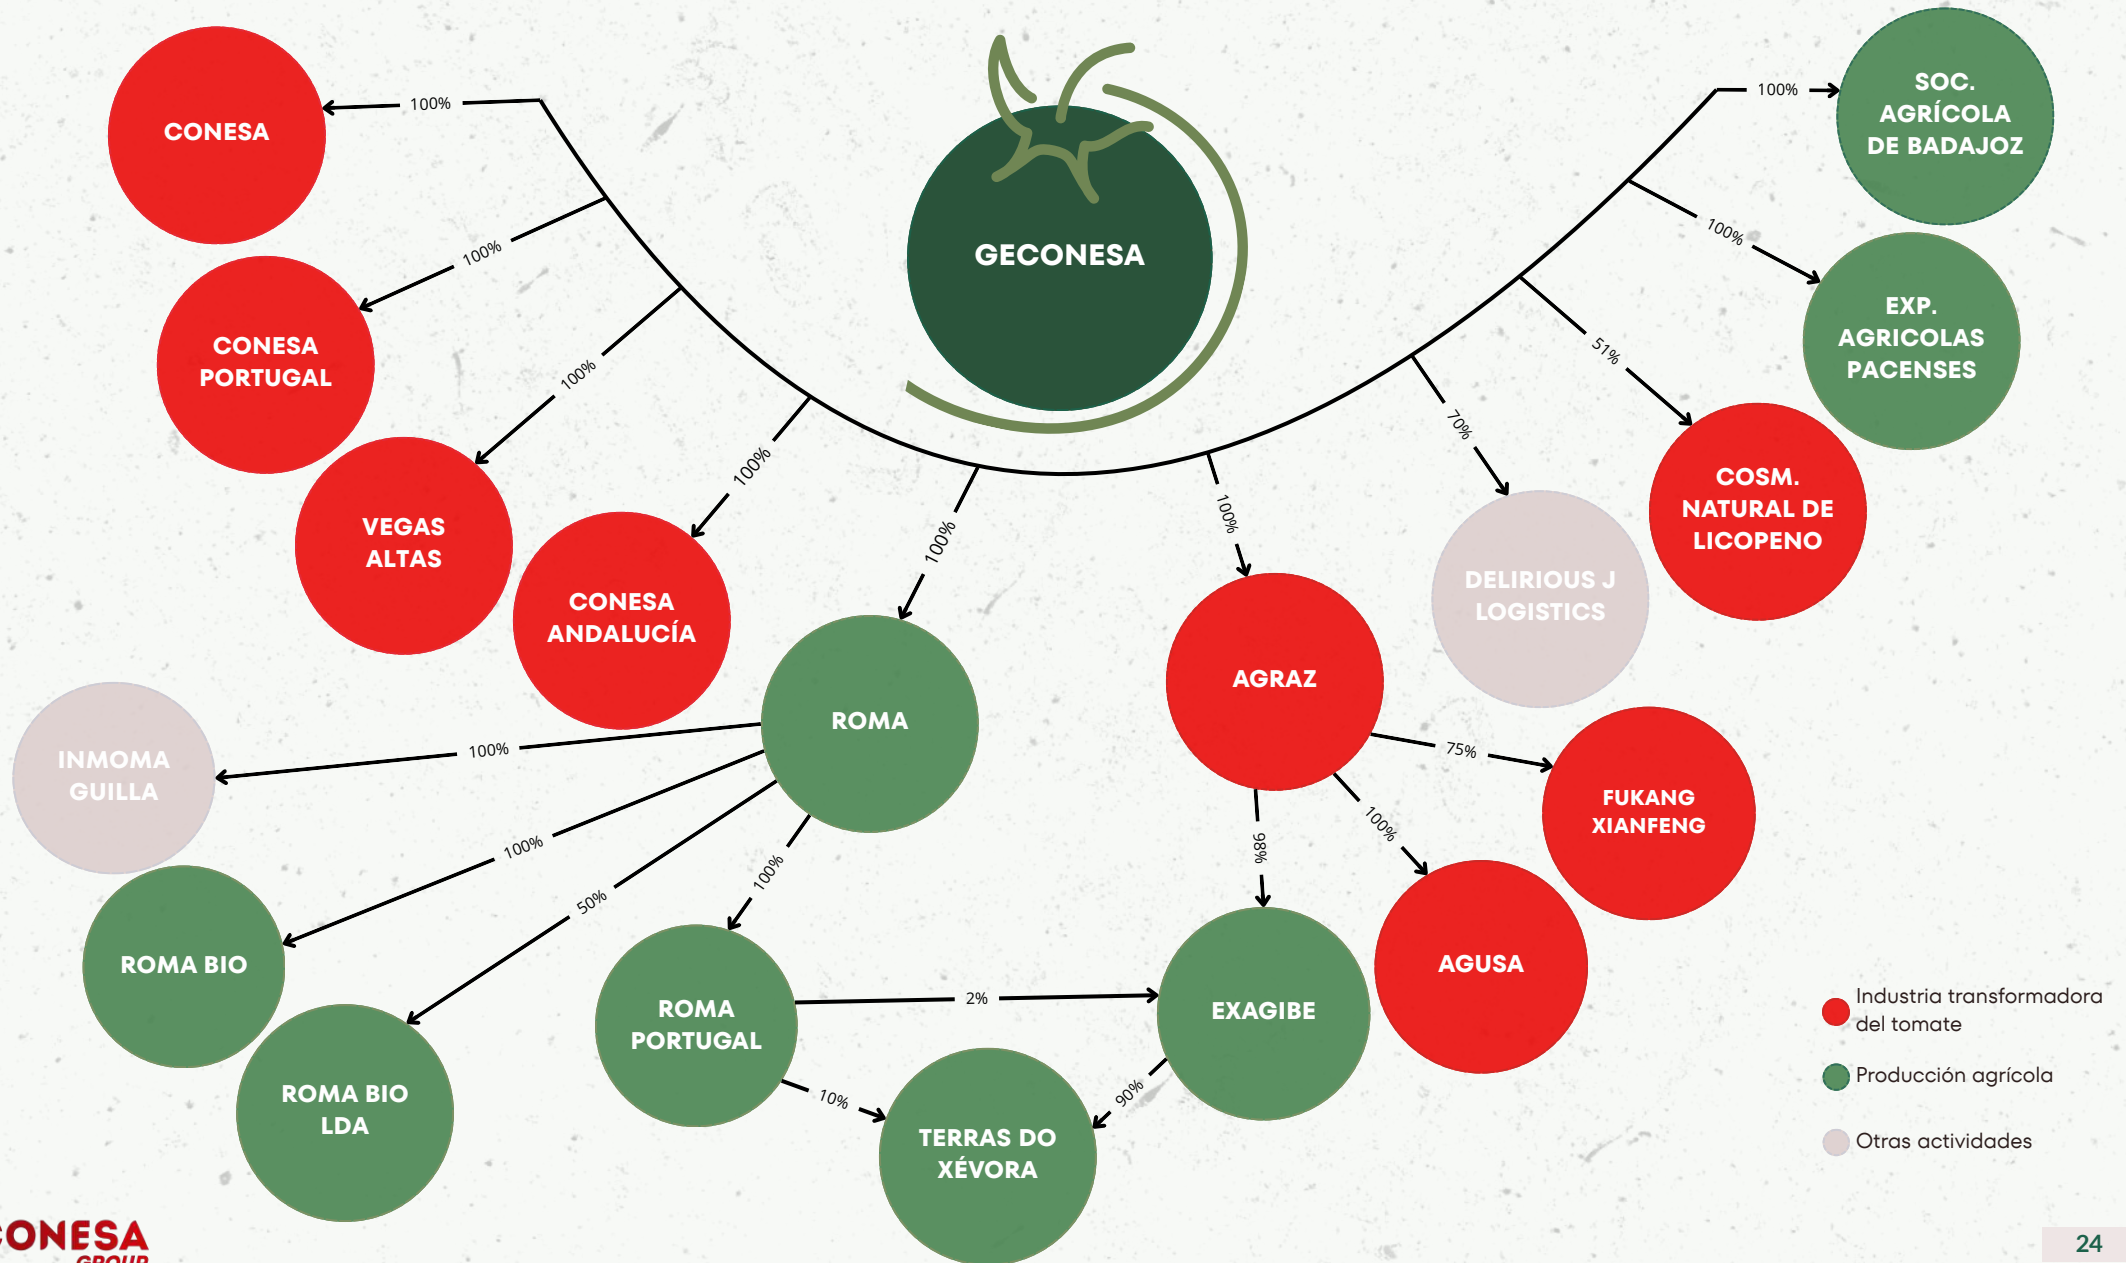 CONESA
100%
GECONESA
100%
SOC.
AGRÍCOLA
DE BADAJOZ
100%
CONESA
PORTUGAL
100%
EXP.
AGRICOLAS
PACENSES
100%
VEGAS
ALTAS
100%
CONESA
ANDALUCÍA
100%
ROMA
100%
AGRAZ
70%
DELIRIOUS J
LOGISTICS
51%
COSM.
NATURAL DE
LICOPENO
100%
INMOMA
GUILLA
100%
ROMA BIO
50%
ROMA BIO
LDA
100%
ROMA
PORTUGAL
2%
10%
98%
EXAGIBE
90%
TERRAS DO
XÉVORA
100%
AGUSA
75%
FUKANG
XIANFENG
Industria transformadora
del tomate
Producción agrícola
Otras actividades
CONESA
GROUP
24